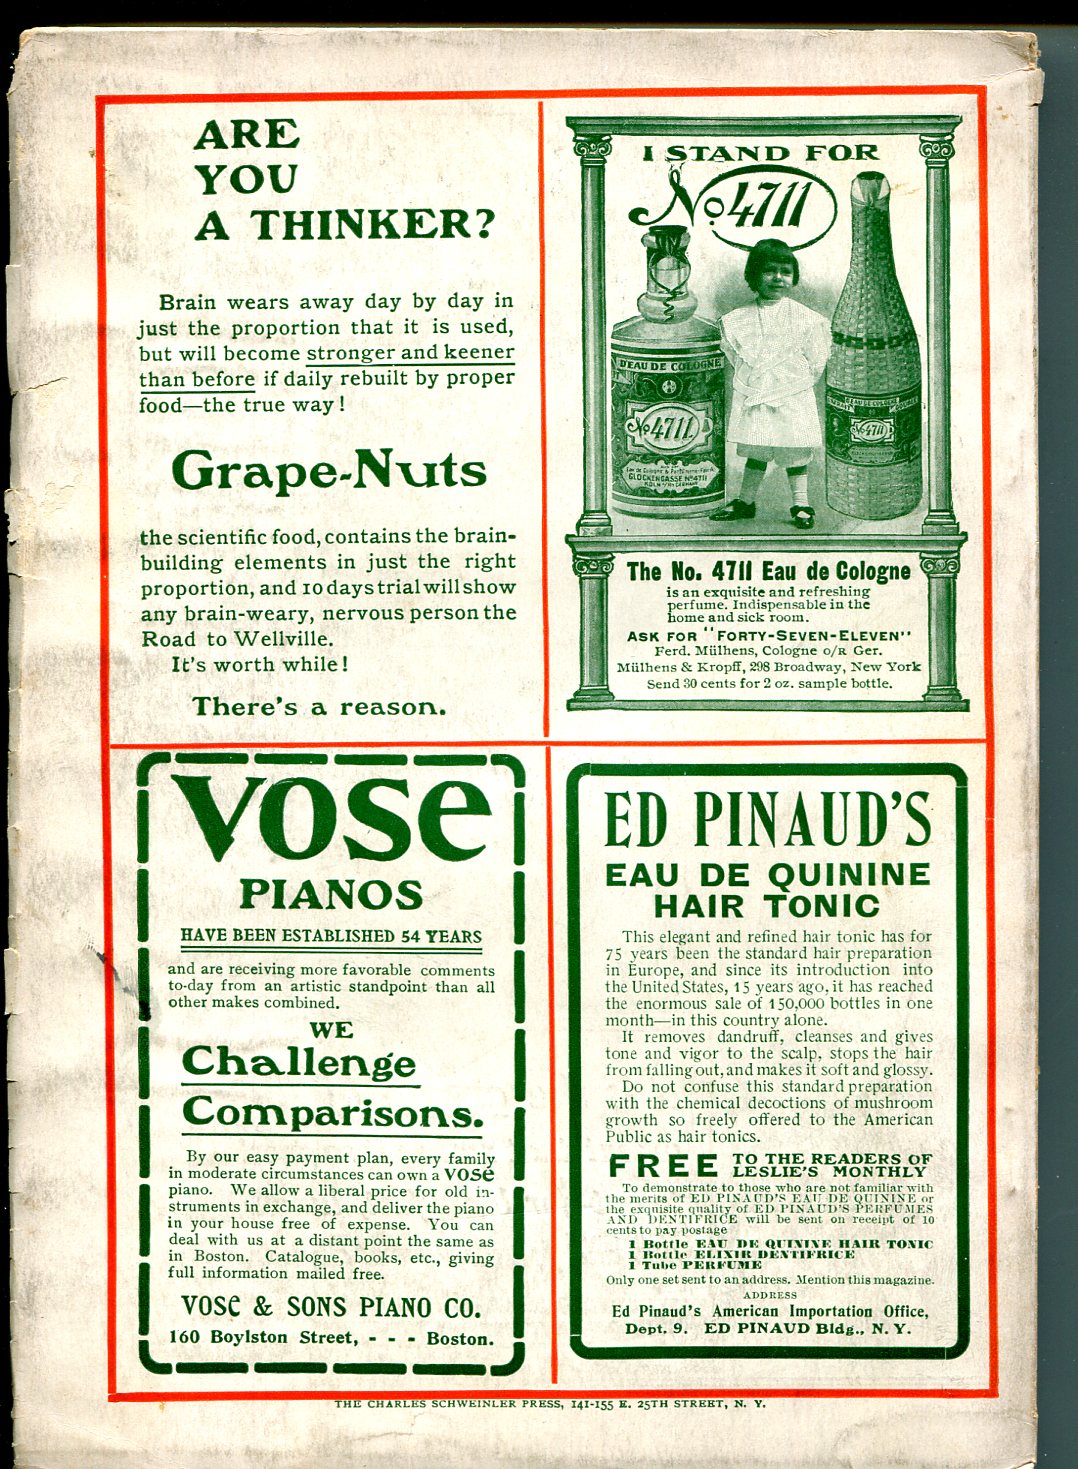 ARE
YOU
A THINKER?
Brain wears away day by day in
just the proportion that it is used,
but will become stronger and keener
than before if daily rebuilt by proper
food—the true way!
Grape-Nuts
the scientific food, contains the brain-
building elements in just the right
proportion, and 10 days trial will show
any brain-weary, nervous person the
Road to Wellville.
It's worth while!
There's a reason.
I STAND FOR
No 4711
D'EAU DE COLOGNE
No 4711
GLOCKENGASSE No 4711
KÖLN a/Rh GERMANY
EAU DE COLOGNE
No 4711
The No. 4711 Eau de Cologne
is an exquisite and refreshing
perfume. Indispensable in the
home and sick room.
ASK FOR "FORTY-SEVEN-ELEVEN"
Ferd. Mülhens, Cologne o/R Ger.
Mülhens & Kropff, 298 Broadway, New York
Send 30 cents for 2 oz. sample bottle.
VOSE
PIANOS
HAVE BEEN ESTABLISHED 54 YEARS
and are receiving more favorable comments
to-day from an artistic standpoint than all
other makes combined.
WE
Challenge
Comparisons.
By our easy payment plan, every family
in moderate circumstances can own a VOSE
piano. We allow a liberal price for old in-
struments in exchange, and deliver the piano
in your house free of expense. You can
deal with us at a distant point the same as
in Boston. Catalogue, books, etc., giving
full information mailed free.
VOSE & SONS PIANO CO.
160 Boylston Street, - - - Boston.
ED PINAUD'S
EAU DE QUININE
HAIR TONIC
This elegant and refined hair tonic has for
75 years been the standard hair preparation
in Europe, and since its introduction into
the United States, 15 years ago, it has reached
the enormous sale of 150,000 bottles in one
month—in this country alone.
It removes dandruff, cleanses and gives
tone and vigor to the scalp, stops the hair
from falling out, and makes it soft and glossy.
Do not confuse this standard preparation
with the chemical decoctions of mushroom
growth so freely offered to the American
Public as hair tonics.
FREE TO THE READERS OF
LESLIE'S MONTHLY
To demonstrate to those who are not familiar with
the merits of ED PINAUD'S EAU DE QUININE or
the exquisite quality of ED PINAUD'S PERFUMES
AND DENTIFRICE will be sent on receipt of 10
cents to pay postage
1 Bottle EAU DE QUININE HAIR TONIC
1 Bottle ELIXIR DENTIFRICE
1 Tube PERFUME
Only one set sent to an address. Mention this magazine.
ADDRESS
Ed Pinaud's American Importation Office,
Dept. 9. ED PINAUD Bldg., N. Y.
THE CHARLES SCHWEINLER PRESS, 141-155 E. 25TH STREET, N. Y.